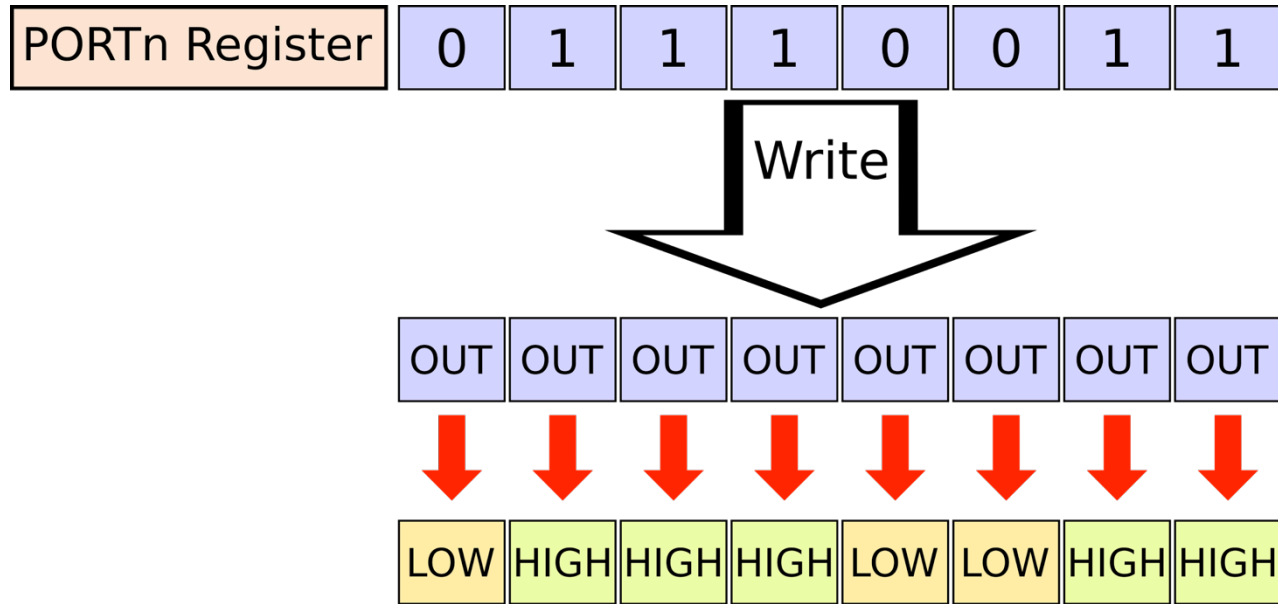 PORTn Register 0 1 1 1 0 0 1 1
Write
OUT OUT OUT OUT OUT OUT OUT OUT
LOW HIGH HIGH HIGH LOW LOW HIGH HIGH